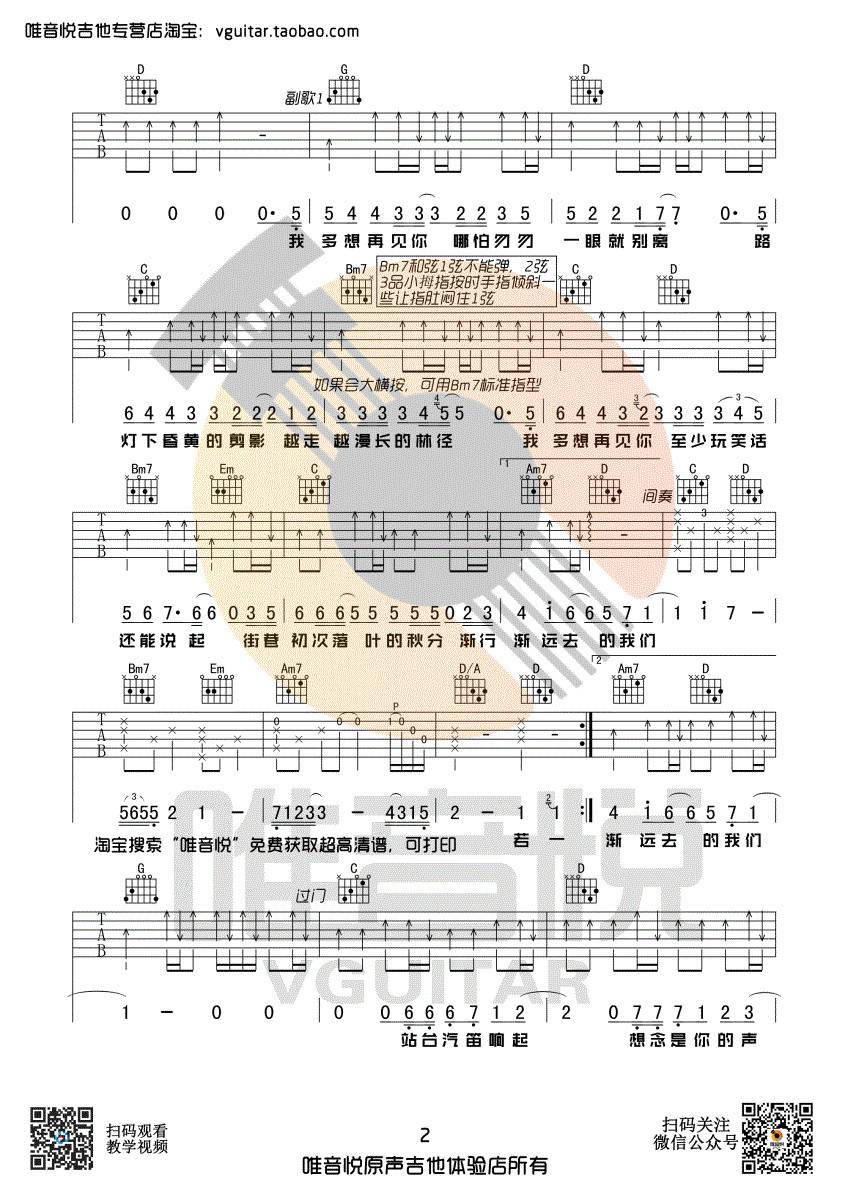 唯音悦吉他专营店淘宝：vguitar.taobao.com
D G D
副歌1
T A B
0 0 0 0· 5 5 4 4 3 3 3 2 2 3 5 5 2 2 1 7 7 0· 5
我 多想再见你 哪怕匆匆 一眼就别离 路
C Bm7 C D
Bm7和弦1弦不能弹，2弦
3品小拇指按时手指倾斜一
些让指肚闷住1弦
T A B
如果会大横按，可用Bm7标准指型
6 4 4 3 3 3 2 2 2 2 1 2 3 3 3 3 4 4 5 5 0· 5 6 4 4 3 3 2 3 3 3 3 3 4 5
灯下昏黄的剪影 越走 越漫长的林径 我 多想再见你 至少玩笑话
1
Bm7 Em C Am7 D 间奏 C D
T A B
3
5 6 7· 6 6 0 3 5 6 6 6 5 5 5 5 5 0 2 3 4 1 6 6 5 7 1 1 1 7 —
还能说起 街巷 初次落 叶的秋分 渐行 渐远去 的我们
2
Bm7 Em Am7 D/A D Am7 D
T A B
0 0 0 P 1 0 0 0
5655 2 1 — 71233 — 4315 2 — 1 1 4 1 6 6 5 7 1
淘宝搜索“唯音悦”免费获取超高清谱，可打印 若一 渐 远去 的我们
唯音悦
G 过门 C D
T A B
VGUITAR
1 — 0 0 0 0 6 6 6 7 1 2 2 0 7 7 7 1 2 3
站台汽笛响起 想念是你的声
扫码观看
教学视频
2
扫码关注
微信公众号
唯音悦原声吉他体验店所有